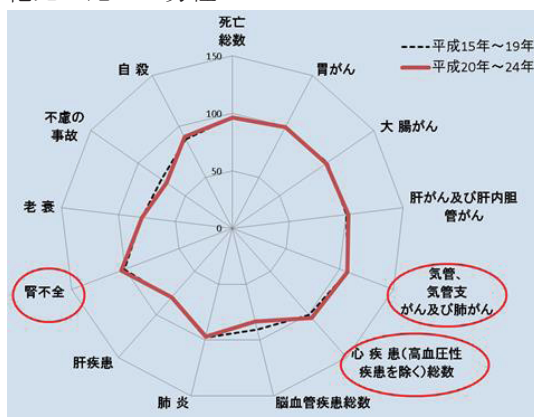 死亡
総数
150
100
50
0
平成15年～19年
平成20年～24年
胃がん
大 腸がん
肝がん及び肝内胆
管がん
気管、
気管支
がん及び肺がん
心 疾 患(高血圧性
疾患を除く)総数
脳血管疾患総数
肺 炎
肝疾患
腎不全
老 衰
不慮の
事故
自 殺